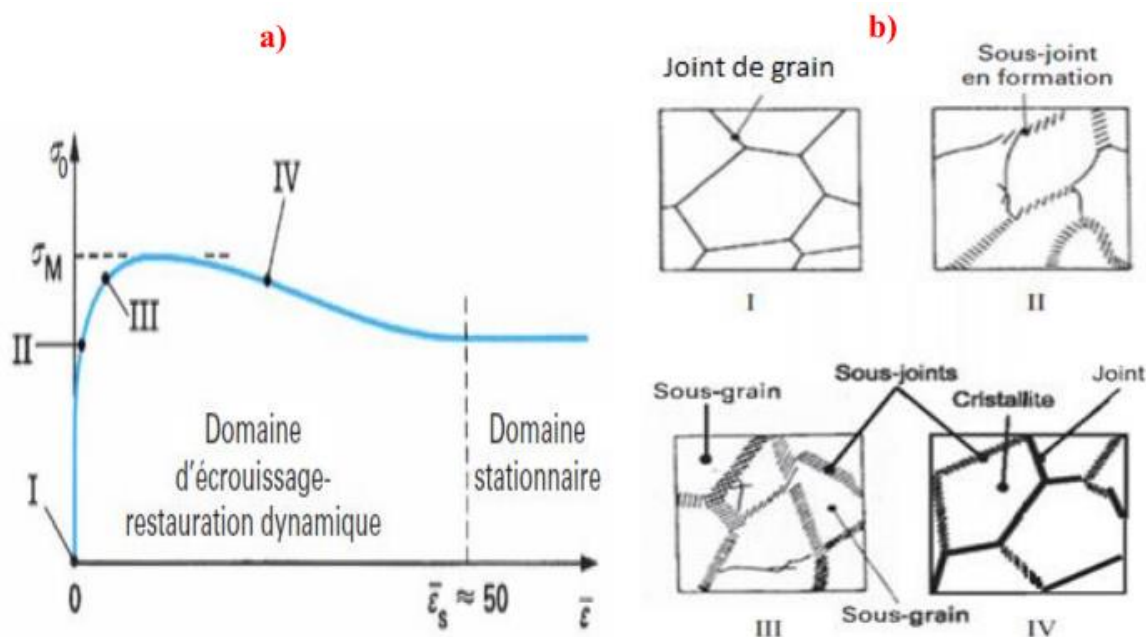 a)
σ₀
σM
IV
III
II
I
Domaine
d'écrouissage-
restauration dynamique
Domaine
stationnaire
0
ε̄s ≈ 50
ε̄
b)
Joint de grain
Sous-joint
en formation
I
II
Sous-grain
Sous-joints
Cristallite
Joint
Sous-grain
III
IV